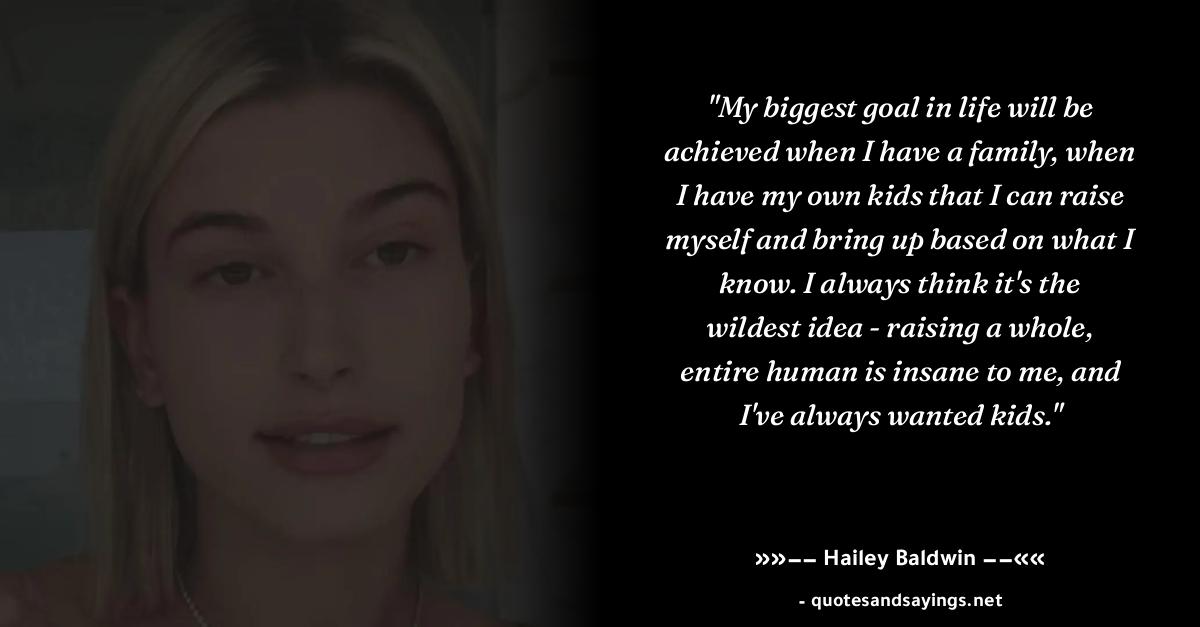 "My biggest goal in life will be
achieved when I have a family, when
I have my own kids that I can raise
myself and bring up based on what I
know. I always think it's the
wildest idea - raising a whole,
entire human is insane to me, and
I've always wanted kids."
»»−− Hailey Baldwin −−««
- quotesandsayings.net